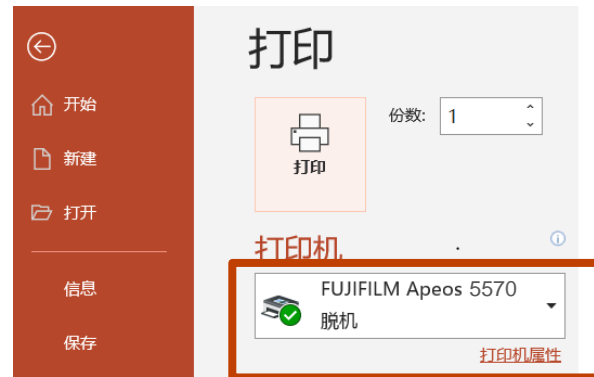 打印
开始
新建
打开
信息
保存
份数: 1
打印
打印机
FUJIFILM Apeos 5570
脱机
打印机属性